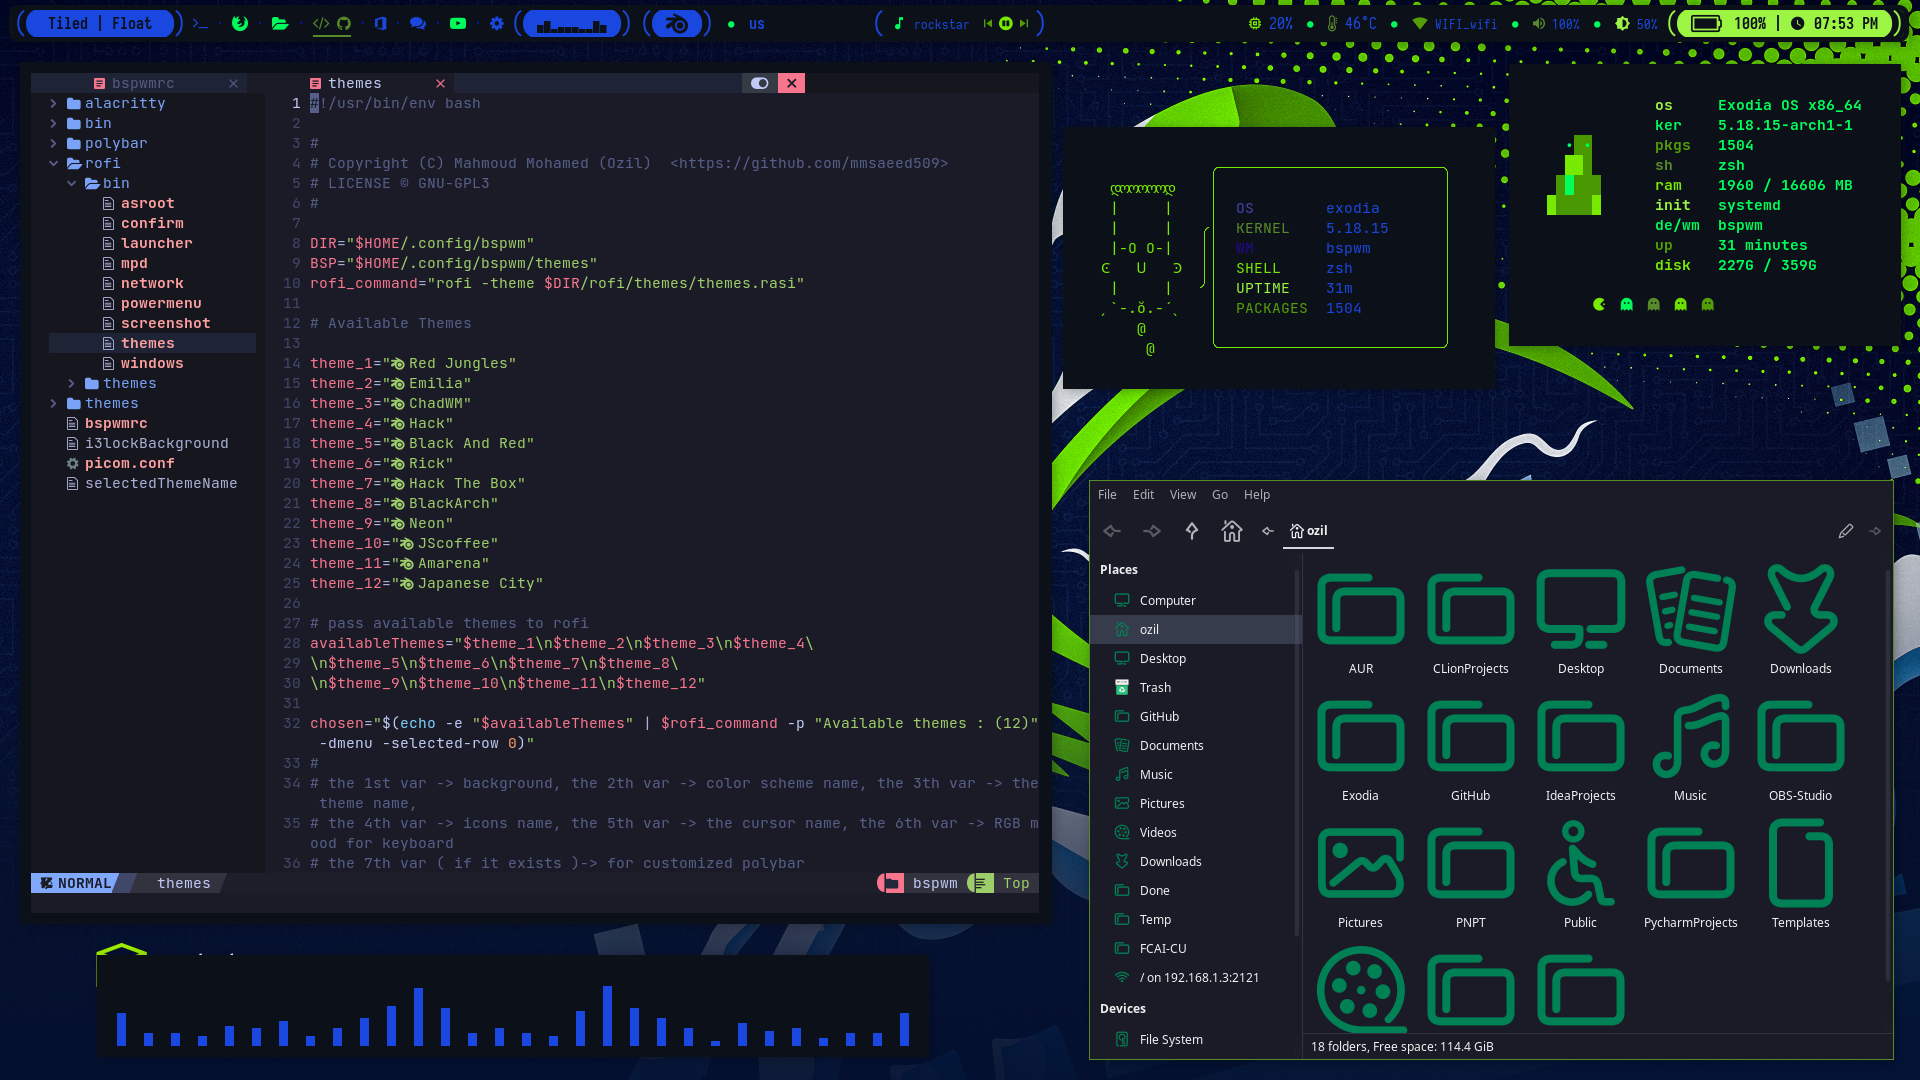 Tiled | Float
us
rockstar
20%
46°C
WIFI_wifi
100%
50%
100% |
07:53 PM
bspwmrc
themes
alacritty
bin
polybar
rofi
bin
asroot
confirm
launcher
mpd
network
powermenu
screenshot
themes
windows
themes
themes
bspwmrc
i3lockBackground
picom.conf
selectedThemeName
1 #!/usr/bin/env bash
2
3 #
4 # Copyright (C) Mahmoud Mohamed (Ozil)  <https://github.com/mmsaeed509>
5 # LICENSE © GNU-GPL3
6 #
7
8 DIR="$HOME/.config/bspwm"
9 BSP="$HOME/.config/bspwm/themes"
10 rofi_command="rofi -theme $DIR/rofi/themes/themes.rasi"
11
12 # Available Themes
13
14 theme_1="Red Jungles"
15 theme_2="Emilia"
16 theme_3="ChadWM"
17 theme_4="Hack"
18 theme_5="Black And Red"
19 theme_6="Rick"
20 theme_7="Hack The Box"
21 theme_8="BlackArch"
22 theme_9="Neon"
23 theme_10="JScoffee"
24 theme_11="Amarena"
25 theme_12="Japanese City"
26
27 # pass available themes to rofi
28 availableThemes="$theme_1\n$theme_2\n$theme_3\n$theme_4\
29 \n$theme_5\n$theme_6\n$theme_7\n$theme_8\
30 \n$theme_9\n$theme_10\n$theme_11\n$theme_12"
31
32 chosen="$(echo -e "$availableThemes" | $rofi_command -p "Available themes : (12)"
-dmenu -selected-row 0)"
33 #
34 # the 1st var -> background, the 2th var -> color scheme name, the 3th var -> the
theme name,
35 # the 4th var -> icons name, the 5th var -> the cursor name, the 6th var -> RGB m
ood for keyboard
36 # the 7th var ( if it exists )-> for customized polybar
NORMAL
themes
bspwm
Top
OS exodia
KERNEL 5.18.15
WM bspwm
SHELL zsh
UPTIME 31m
PACKAGES 1504
os Exodia OS x86_64
ker 5.18.15-arch1-1
pkgs 1504
sh zsh
ram 1960 / 16606 MB
init systemd
de/wm bspwm
up 31 minutes
disk 227G / 359G
File Edit View Go Help
ozil
Places
Computer
ozil
Desktop
Trash
GitHub
Documents
Music
Pictures
Videos
Downloads
Done
Temp
FCAI-CU
/ on 192.168.1.3:2121
Devices
File System
AUR CLionProjects Desktop Documents Downloads
Exodia GitHub IdeaProjects Music OBS-Studio
Pictures PNPT Public PycharmProjects Templates
18 folders, Free space: 114.4 GiB